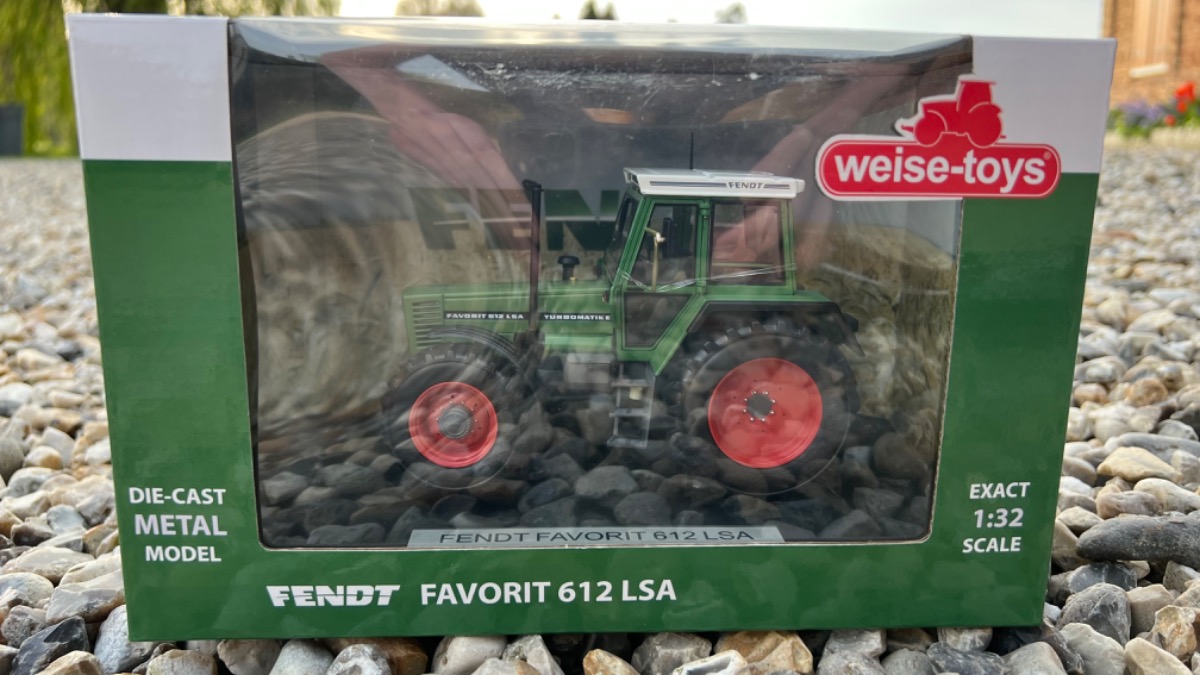 weise-toys®
FENDT
FENDT
FAVORIT 612 LSA TURBOMATIK E
DIE-CAST
METAL
MODEL
EXACT
1:32
SCALE
FENDT FAVORIT 612 LSA
FENDT FAVORIT 612 LSA